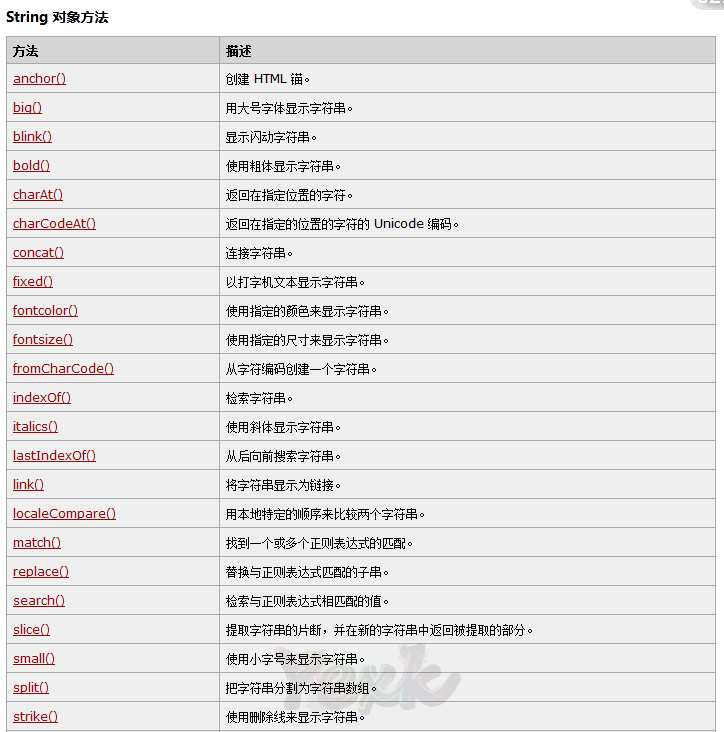 String 对象方法
方法 描述
anchor() 创建 HTML 锚。
big() 用大号字体显示字符串。
blink() 显示闪动字符串。
bold() 使用粗体显示字符串。
charAt() 返回在指定位置的字符。
charCodeAt() 返回在指定的位置的字符的 Unicode 编码。
concat() 连接字符串。
fixed() 以打字机文本显示字符串。
fontcolor() 使用指定的颜色来显示字符串。
fontsize() 使用指定的尺寸来显示字符串。
fromCharCode() 从字符编码创建一个字符串。
indexOf() 检索字符串。
italics() 使用斜体显示字符串。
lastIndexOf() 从后向前搜索字符串。
link() 将字符串显示为链接。
localeCompare() 用本地特定的顺序来比较两个字符串。
match() 找到一个或多个正则表达式的匹配。
replace() 替换与正则表达式匹配的子串。
search() 检索与正则表达式相匹配的值。
slice() 提取字符串的片断，并在新的字符串中返回被提取的部分。
small() 使用小字号来显示字符串。
split() 把字符串分割为字符串数组。
strike() 使用删除线来显示字符串。